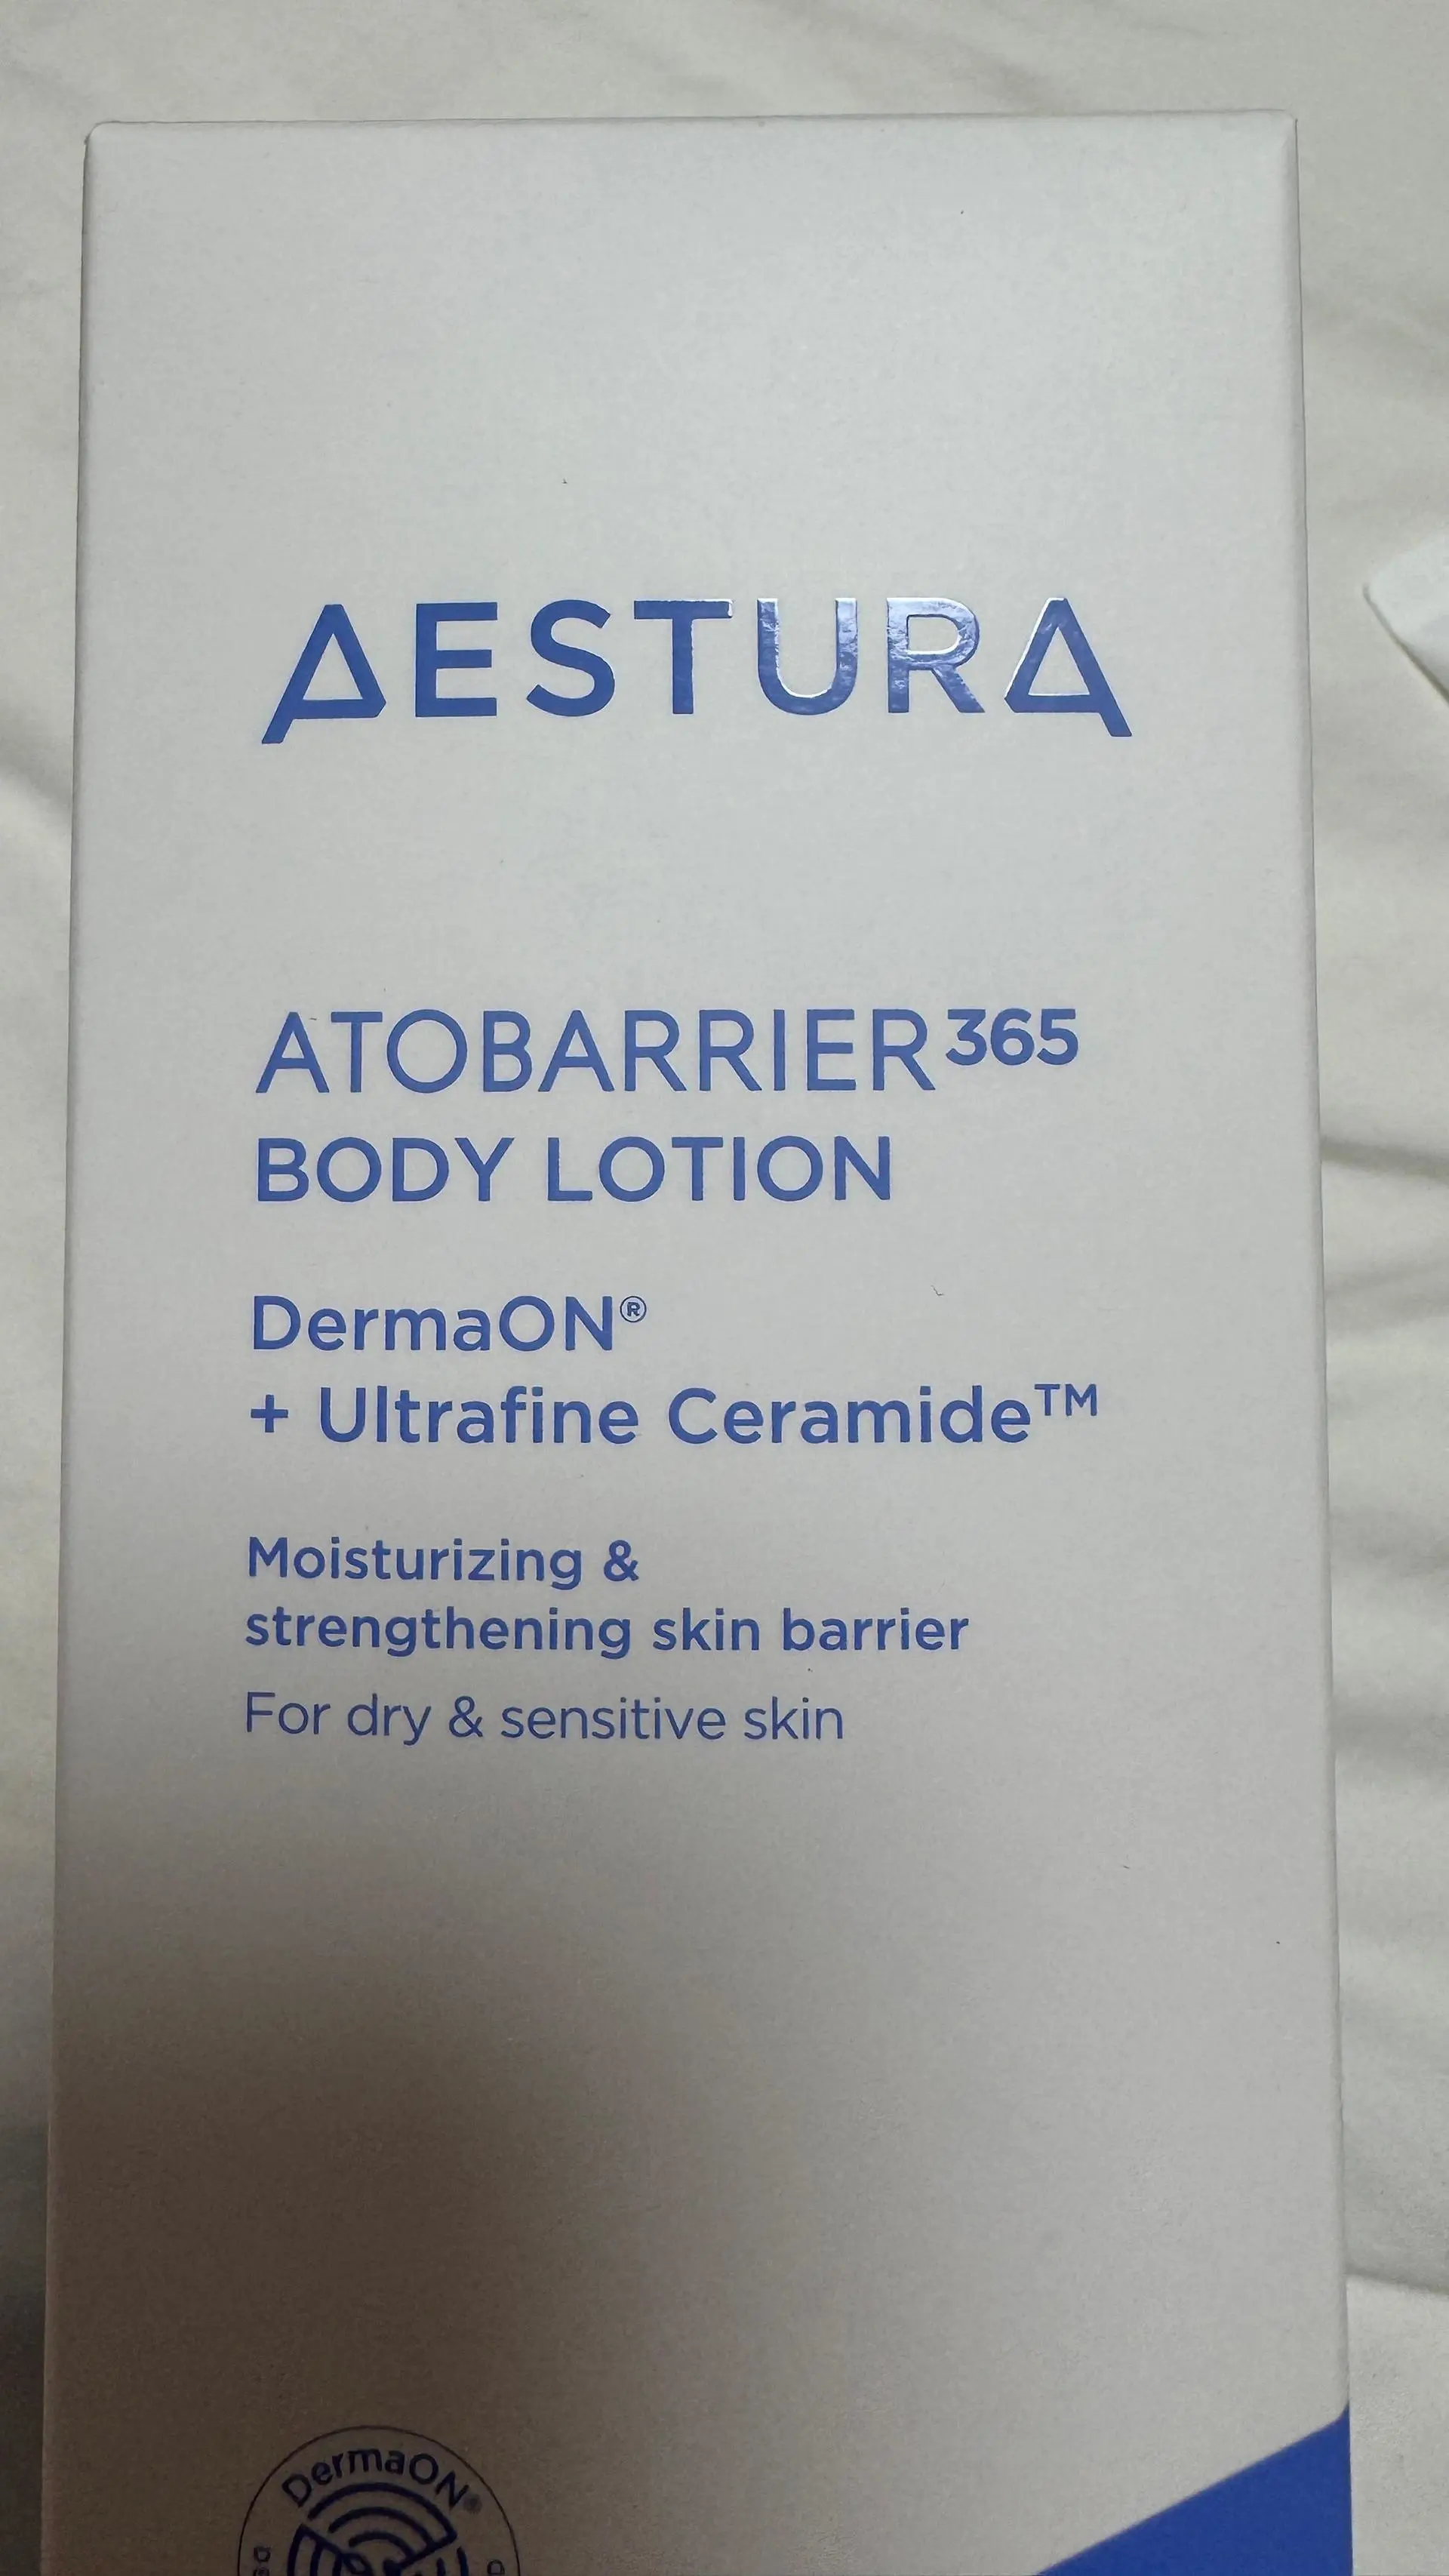 AESTURA
ATOBARRIER365
BODY LOTION
DermaON®
+ Ultrafine Ceramide™
Moisturizing &
strengthening skin barrier
For dry & sensitive skin
DermaON®